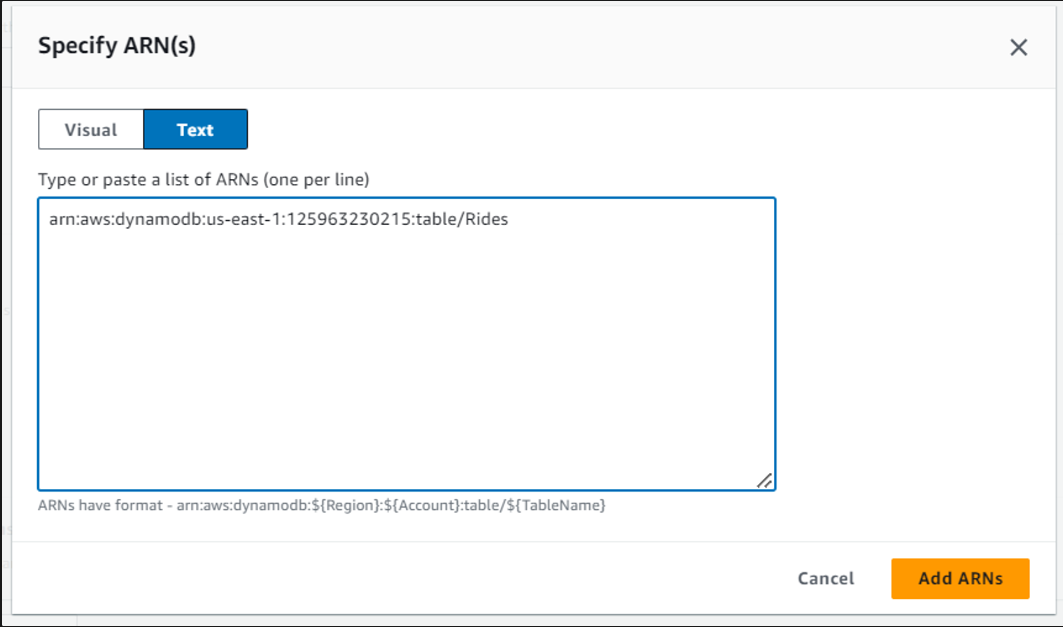 Specify ARN(s)
Visual
Text
Type or paste a list of ARNs (one per line)
arn:aws:dynamodb:us-east-1:125963230215:table/Rides
ARNs have format - arn:aws:dynamodb:${Region}:${Account}:table/${TableName}
Cancel
Add ARNs